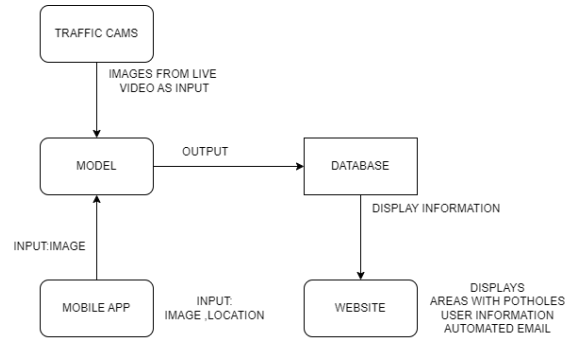 TRAFFIC CAMS
IMAGES FROM LIVE
VIDEO AS INPUT
MODEL
OUTPUT
DATABASE
DISPLAY INFORMATION
INPUT:IMAGE
MOBILE APP
INPUT:
IMAGE ,LOCATION
WEBSITE
DISPLAYS
AREAS WITH POTHOLES
USER INFORMATION
AUTOMATED EMAIL